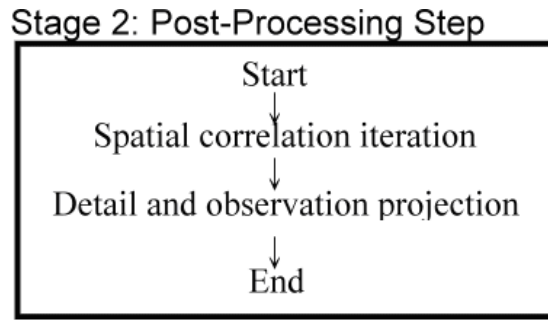 Stage 2: Post-Processing Step
Start
Spatial correlation iteration
Detail and observation projection
End